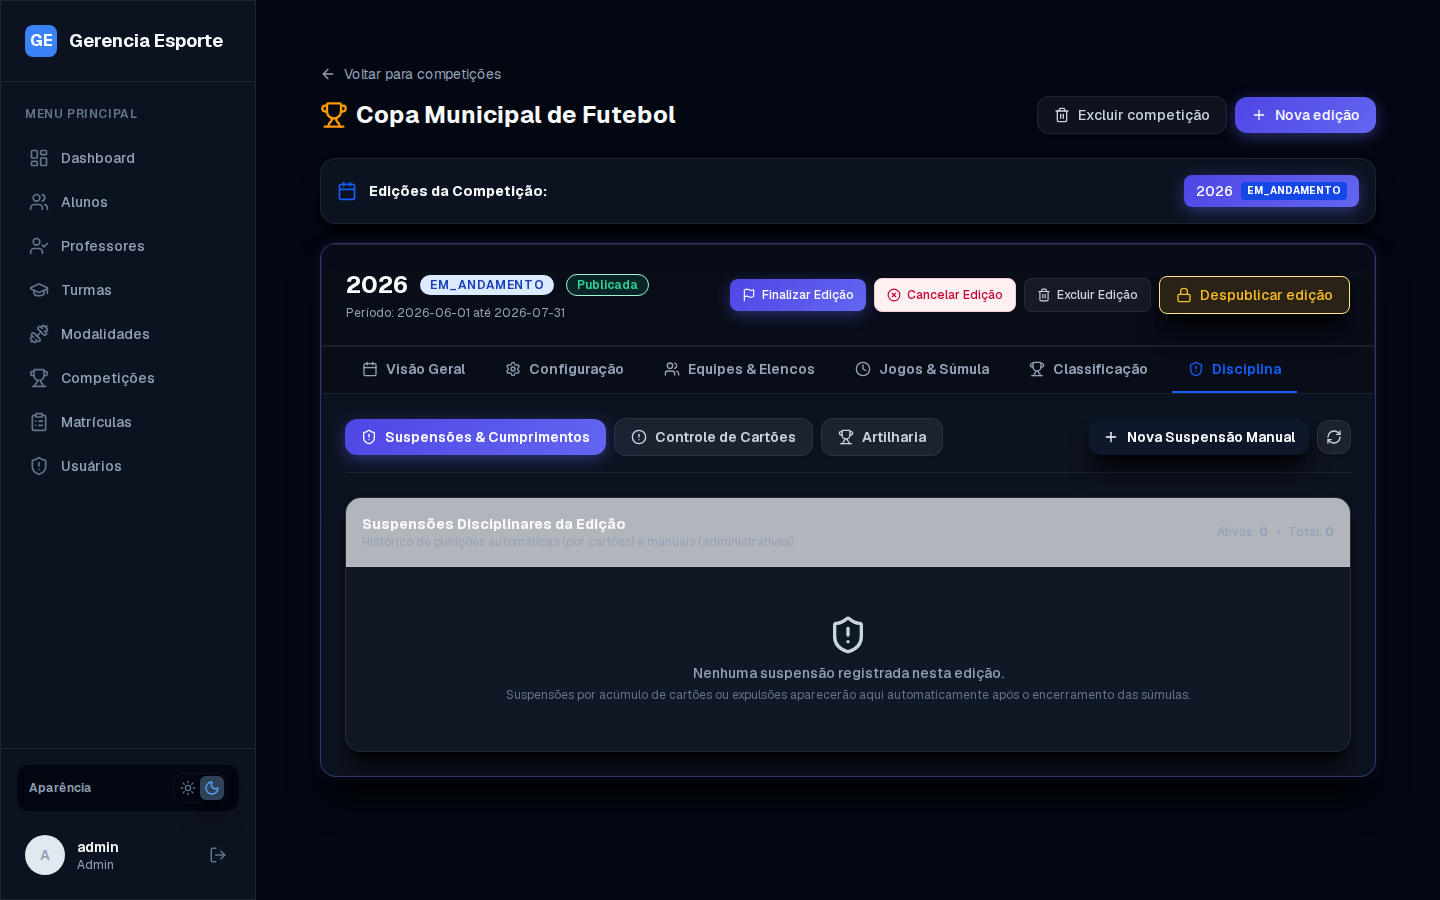 GE Gerencia Esporte
MENU PRINCIPAL
Dashboard
Alunos
Professores
Turmas
Modalidades
Competições
Matrículas
Usuários
Aparência
A
admin
Admin
Voltar para competições
Copa Municipal de Futebol
Excluir competição
Nova edição
Edições da Competição:
2026 EM_ANDAMENTO
2026 EM_ANDAMENTO Publicada
Periodo: 2026-06-01 até 2026-07-31
Finalizar Edição
Cancelar Edição
Excluir Edição
Despublicar edição
Visão Geral
Configuração
Equipes & Elencos
Jogos & Súmula
Classificação
Disciplina
Suspensões & Cumprimentos
Controle de Cartões
Artilharia
Nova Suspensão Manual
Suspensões Disciplinares da Edição
Histórico de punições automáticas (por cartões) e manuais (administrativas).
Ativas: 0 • Total: 0
Nenhuma suspensão registrada nesta edição.
Suspensões por acúmulo de cartões ou expulsões aparecerão aqui automaticamente após o encerramento das súmulas.